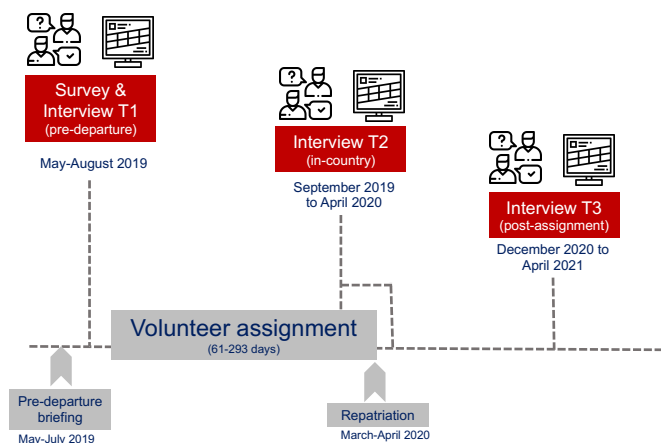 Survey &
Interview T1
(pre-departure)
May-August 2019
Interview T2
(in-country)
September 2019
to April 2020
Interview T3
(post-assignment)
December 2020 to
April 2021
Volunteer assignment
(61-293 days)
Pre-departure
briefing
May-July 2019
Repatriation
March-April 2020